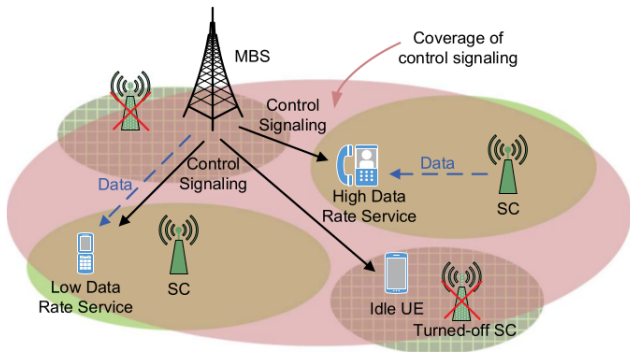 MBS
Coverage of
control signaling
Control
Signaling
Control
Signaling
Data
Data
High Data
Rate Service
SC
Low Data
Rate Service
SC
Idle UE
Turned-off SC